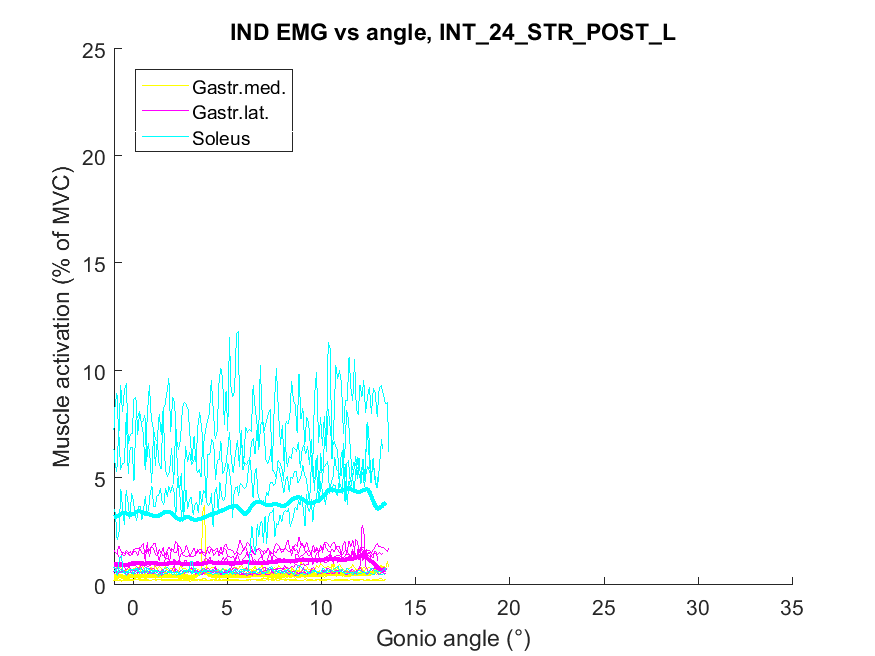 IND EMG vs angle, INT_24_STR_POST_L
25
20
15
10
5
0
Muscle activation (% of MVC)
Gastr.med.
Gastr.lat.
Soleus
0 5 10 15 20 25 30 35
Gonio angle (°)